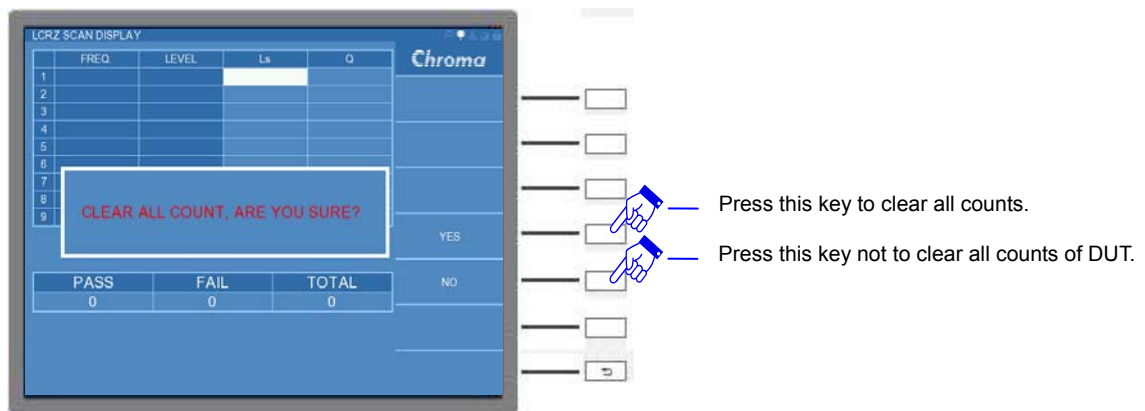 LCRZ SCAN DISPLAY
Chroma
FREQ. LEVEL Ls Q
1
2
3
4
5
6
7
8
9
CLEAR ALL COUNT, ARE YOU SURE?
YES
NO
PASS FAIL TOTAL
0 0 0
Press this key to clear all counts.
Press this key not to clear all counts of DUT.